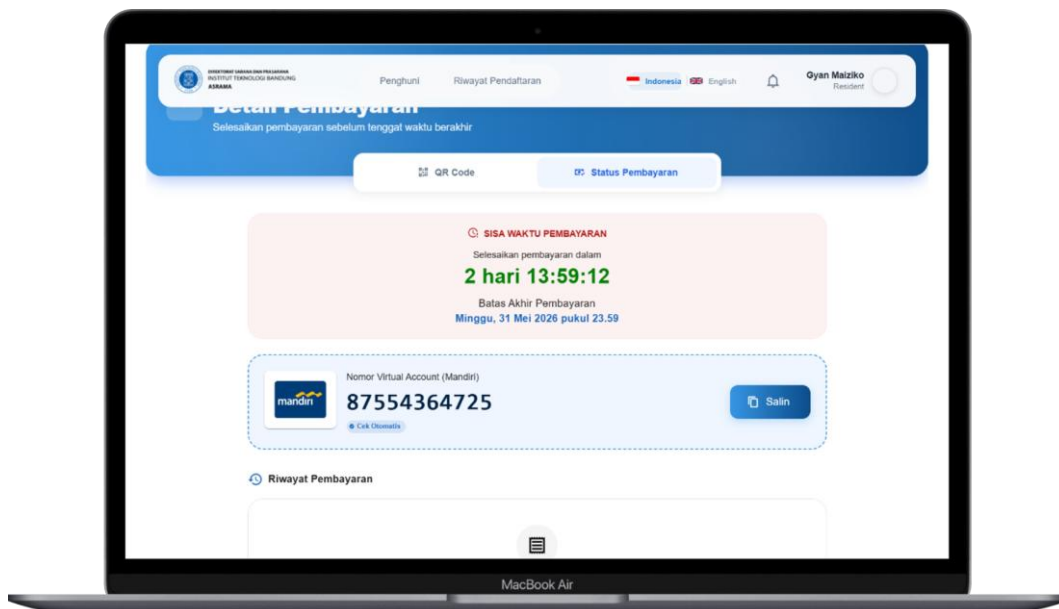 DIREKTORAT SARANA DAN PRASARANA
INSTITUT TEKNOLOGI BANDUNG
ASRAMA
Penghuni
Riwayat Pendaftaran
Indonesia
English
Gyan Maiziko
Resident
Detail Pembayaran
Selesaikan pembayaran sebelum tenggat waktu berakhir
QR Code
Status Pembayaran
SISA WAKTU PEMBAYARAN
Selesaikan pembayaran dalam
2 hari 13:59:12
Batas Akhir Pembayaran
Minggu, 31 Mei 2026 pukul 23.59
mandiri
Nomor Virtual Account (Mandiri)
87554364725
Cek Otomatis
Salin
Riwayat Pembayaran
MacBook Air